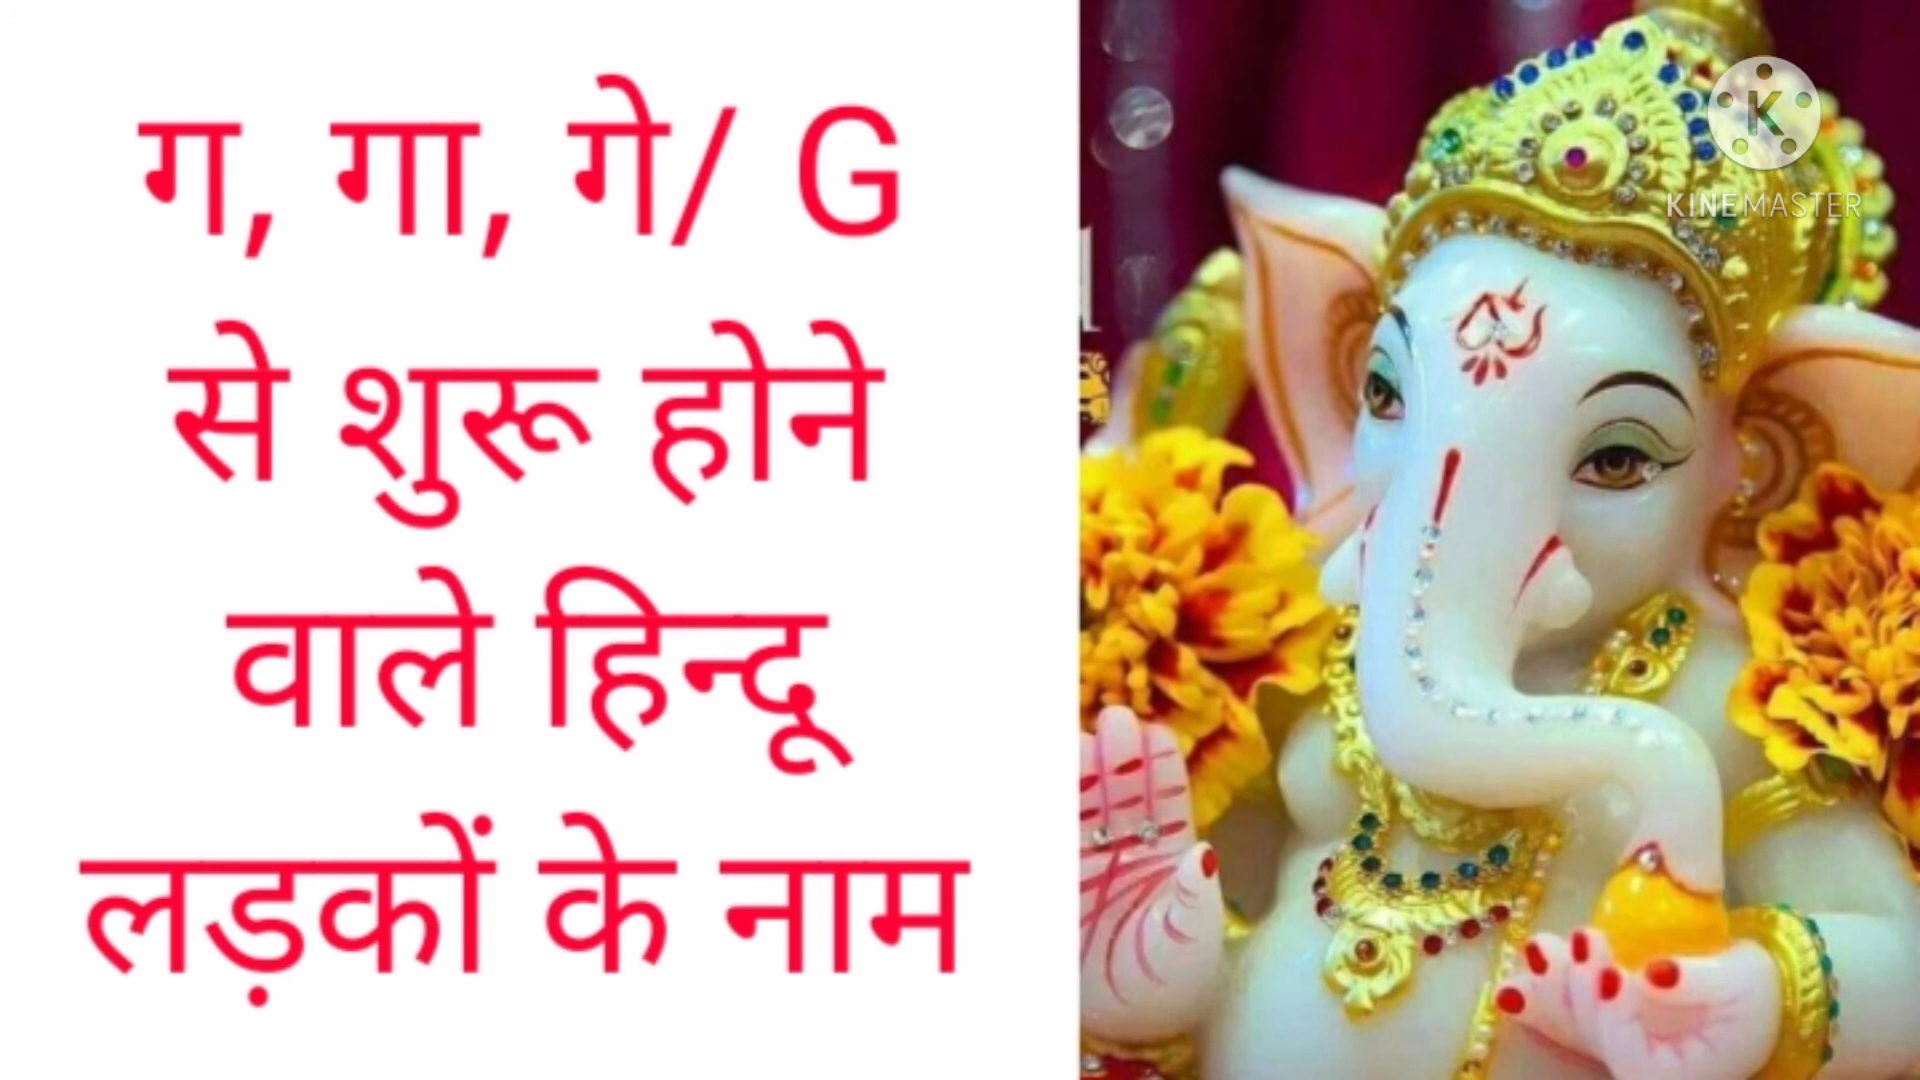 ग, गा, गे/ G
से शुरू होने
वाले हिन्दू
लड़कों के नाम
K
KINEMASTER